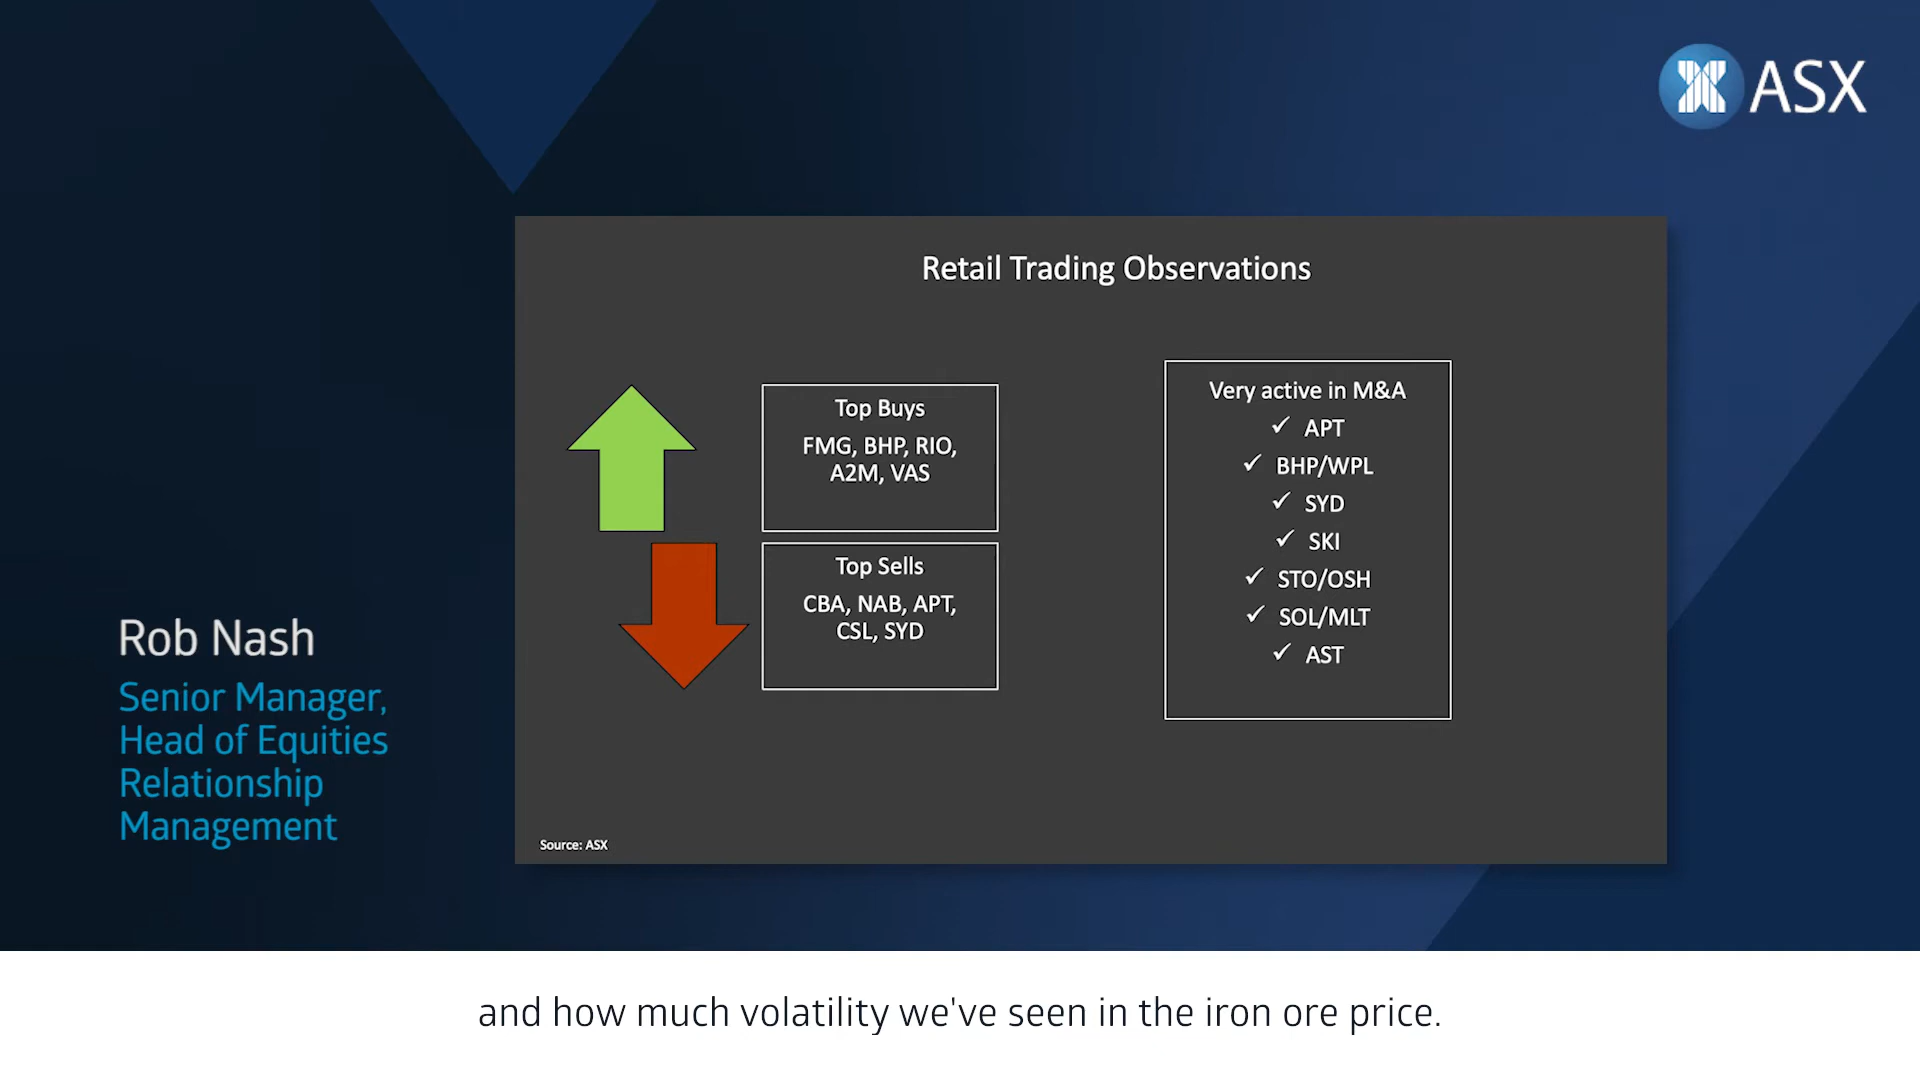 ASX
Retail Trading Observations
Top Buys
FMG, BHP, RIO,
A2M, VAS
Top Sells
CBA, NAB, APT,
CSL, SYD
Very active in M&A
✓ APT
✓ BHP/WPL
✓ SYD
✓ SKI
✓ STO/OSH
✓ SOL/MLT
✓ AST
Source: ASX
Rob Nash
Senior Manager,
Head of Equities
Relationship
Management
and how much volatility we've seen in the iron ore price.